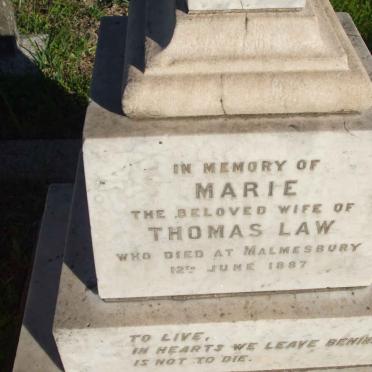 IN MEMORY OF
MARIE
THE BELOVED WIFE OF
THOMAS LAW
WHO DIED AT MALMESBURY
12TH JUNE 1887
TO LIVE,
IN HEARTS WE LEAVE BEHIN
IS NOT TO DIE.